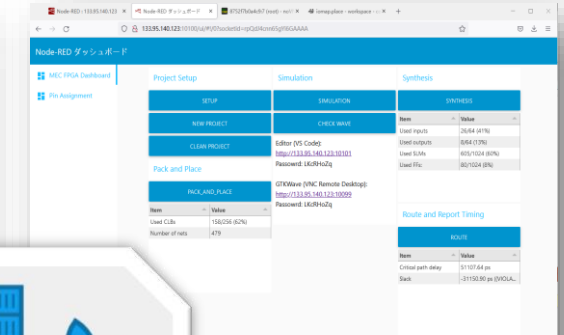 Node-RED : 133.95.140.123
Node-RED ダッシュボード
133.95.140.123:10100/ui/#!/0?socketid=
Node-RED ダッシュボード
MEC FPGA Dashboard
Pin Assignment
Project Setup
SETUP
NEW PROJECT
CLEAN PROJECT
Pack and Place
PACK_AND_PLACE
Item Value
Used CLBs 158/256 (62%)
Number of nets 479
Simulation
SIMULATION
CHECK WAVE
Editor (VS Code):
http://133.95.140.123:10101
Password: LKcRHoZq
GTKWave (VNC Remote Desktop):
http://133.95.140.123:10099
Password: LKcRHoZq
Synthesis
SYNTHESIS
Item Value
Used inputs 26/64 (41%)
Used outputs 8/64 (13%)
Used SLMs 605/1024 (60%)
Used FFs: 80/1024 (8%)
Route and Report Timing
ROUTE
Item Value
Critical path delay 51107.64 ps
Slack -31150.90 ps (VIOLA...